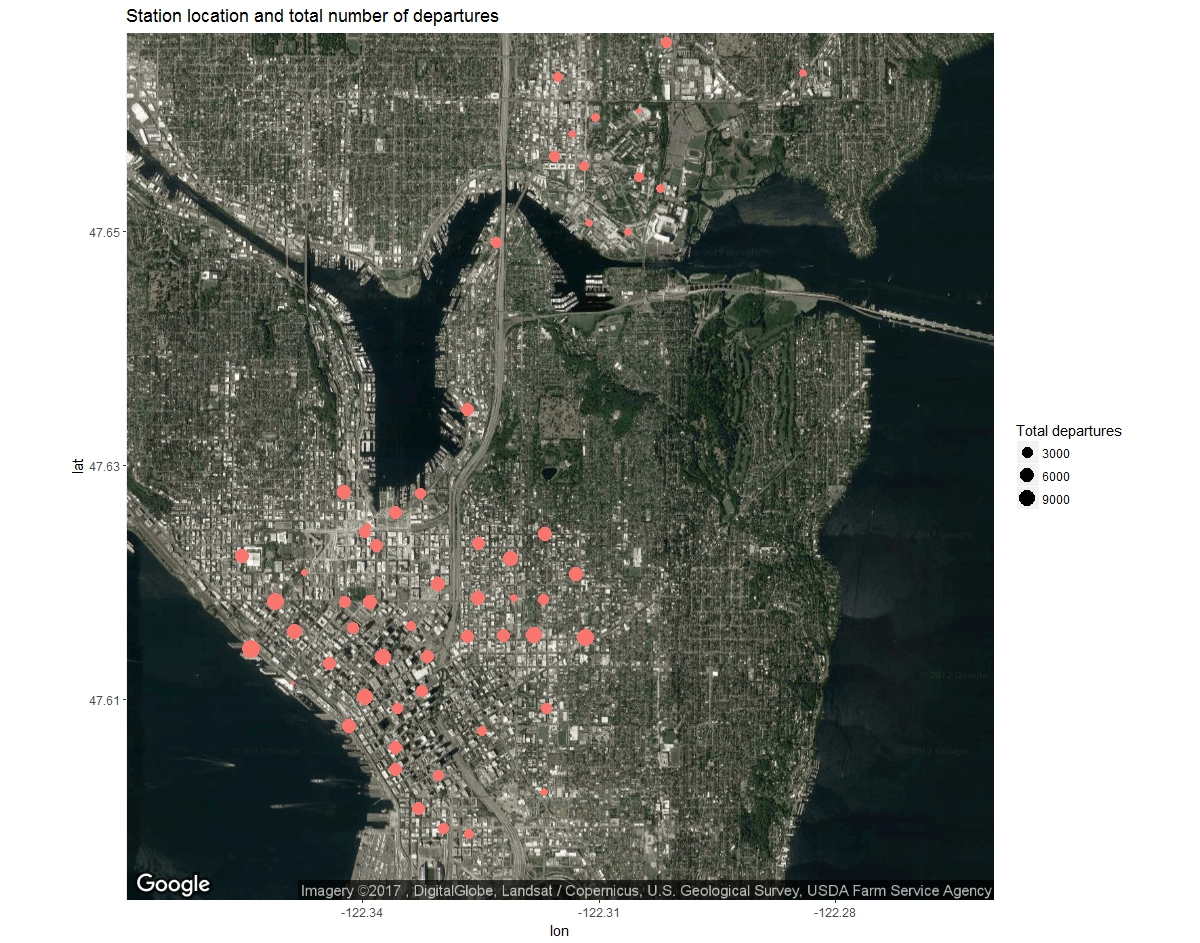 Station location and total number of departures
© 2017 Google
© 2017 Google
47.65
lat
47.63
Total departures
3000
6000
9000
© 2017 Google
© 2017 Google
47.61
© 2017 Google
© 2017 Google
Google
Imagery ©2017 , DigitalGlobe, Landsat / Copernicus, U.S. Geological Survey, USDA Farm Service Agency
-122.34
-122.31
-122.28
lon